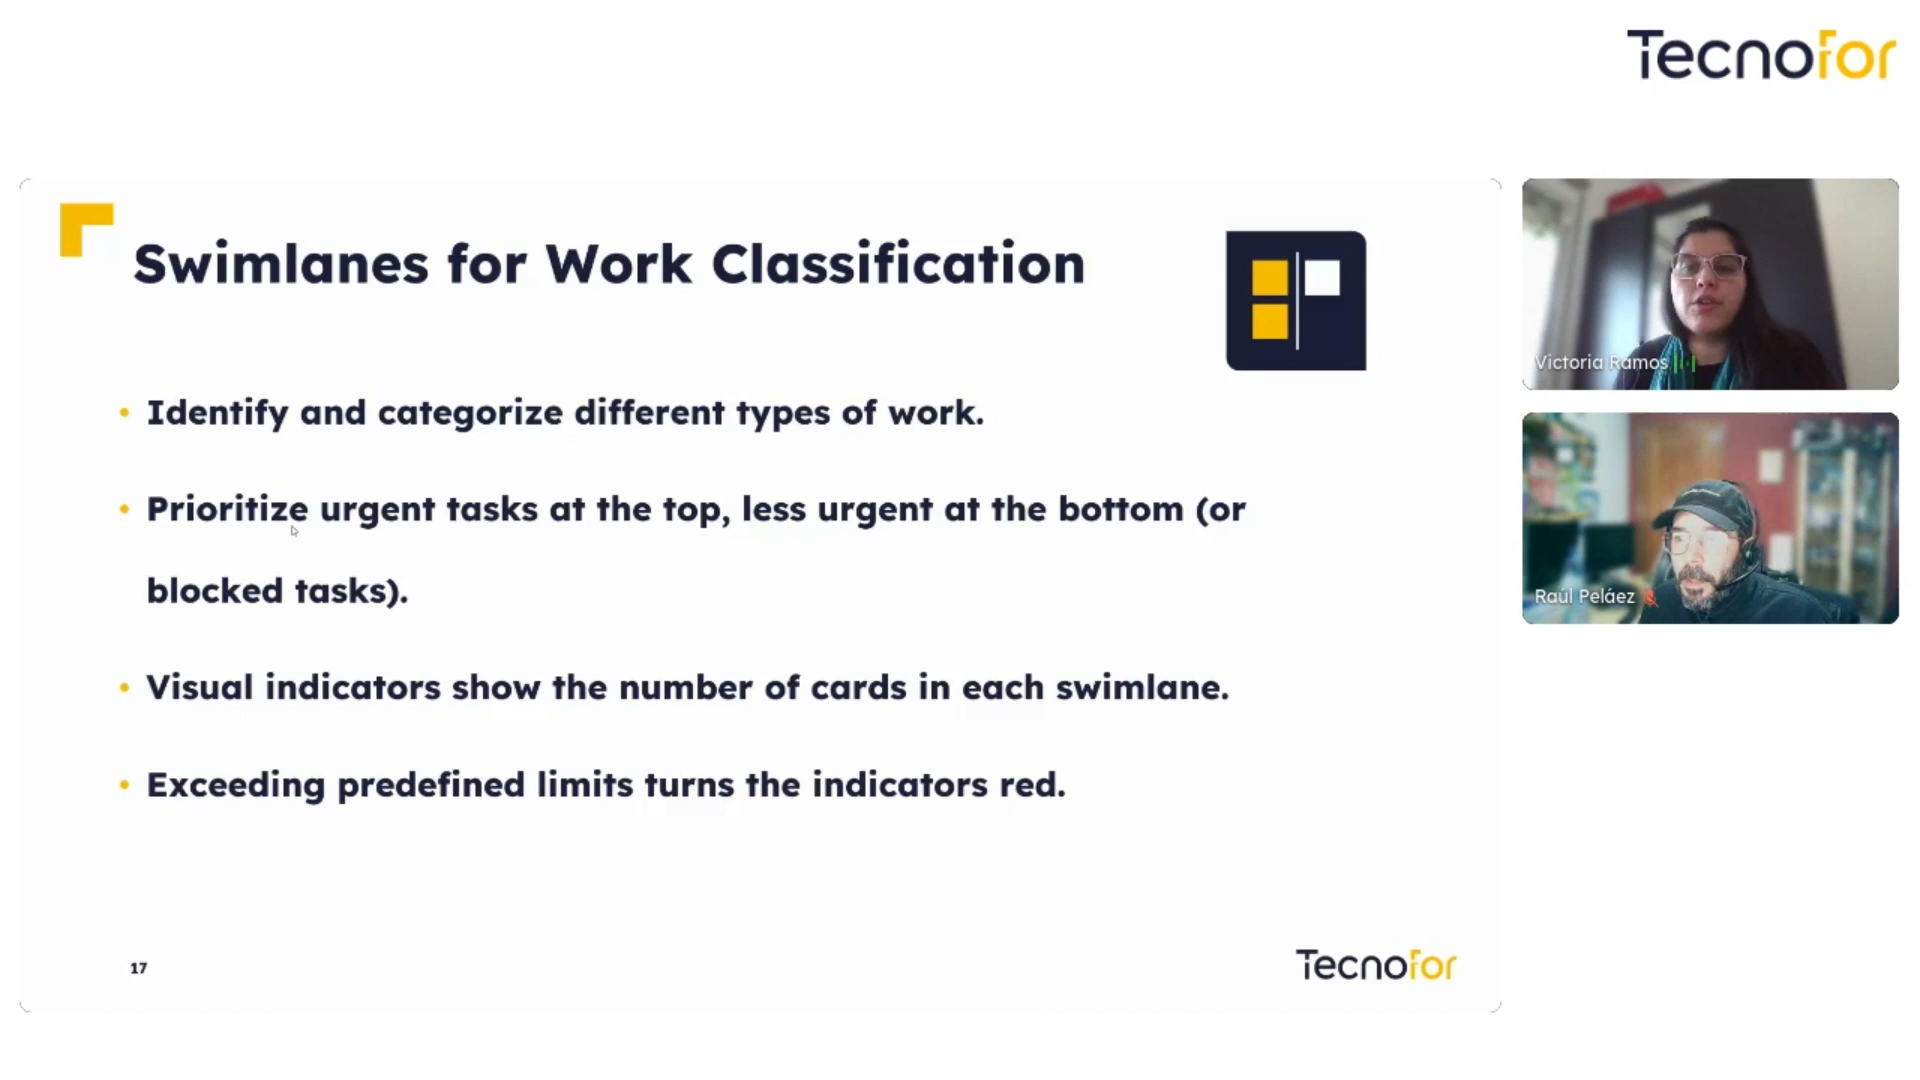 Tecnofor
Swimlanes for Work Classification
• Identify and categorize different types of work.
• Prioritize urgent tasks at the top, less urgent at the bottom (or
blocked tasks).
• Visual indicators show the number of cards in each swimlane.
• Exceeding predefined limits turns the indicators red.
17
Tecnofor
Victoria Ramos
Raúl Peláez